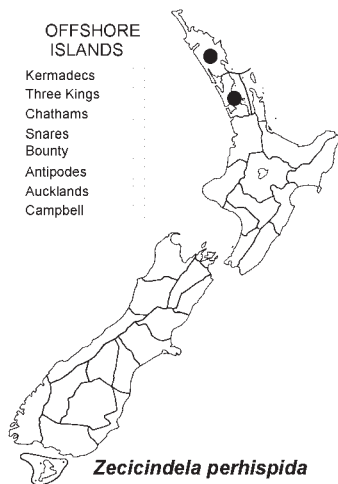 OFFSHORE
ISLANDS
Kermadecs
Three Kings
Chathams
Snares
Bounty
Antipodes
Aucklands
Campbell
Zecicindela perhispida